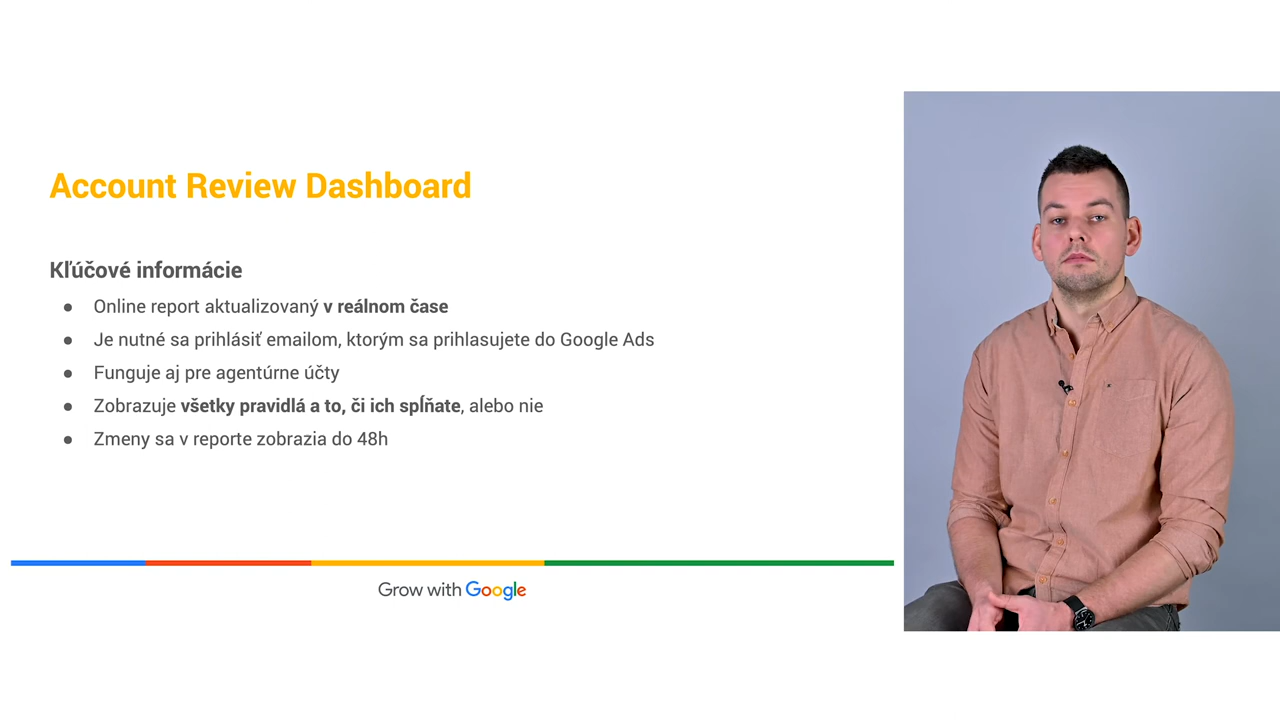 Account Review Dashboard
Kľúčové informácie
● Online report aktualizovaný v reálnom čase
● Je nutné sa prihlásiť emailom, ktorým sa prihlasujete do Google Ads
● Funguje aj pre agentúrne účty
● Zobrazuje všetky pravidlá a to, či ich spĺňate, alebo nie
● Zmeny sa v reporte zobrazia do 48h
Grow with Google